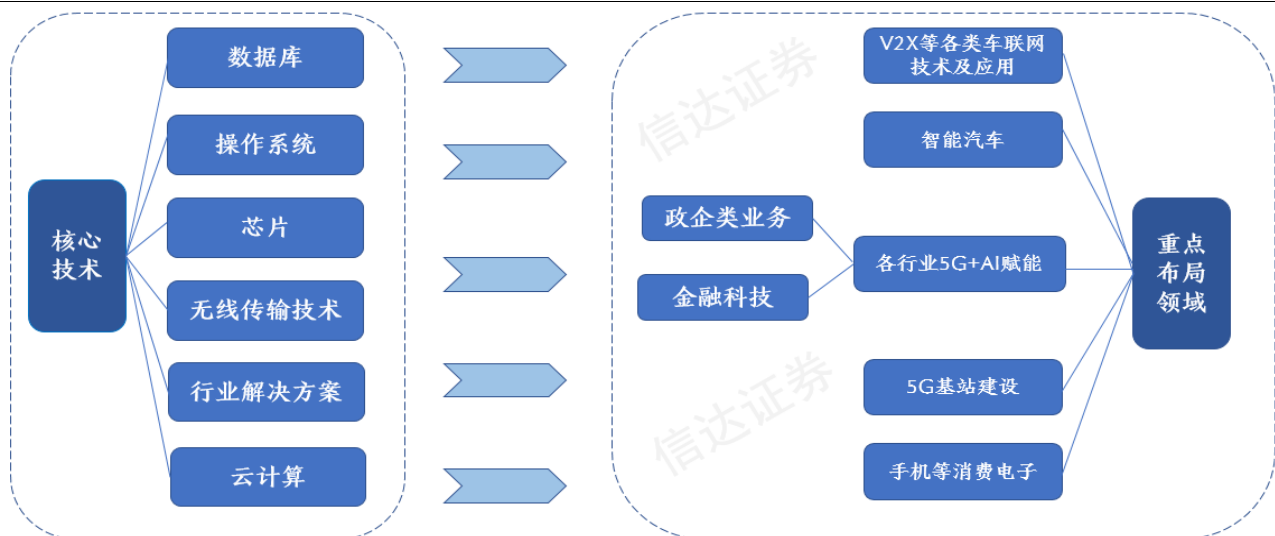 核心
技术
数据库
操作系统
芯片
无线传输技术
行业解决方案
云计算
V2X等各类车联网
技术及应用
智能汽车
政企类业务
金融科技
各行业5G+AI赋能
5G基站建设
手机等消费电子
重点
布局
领域
信达证券
信达证券